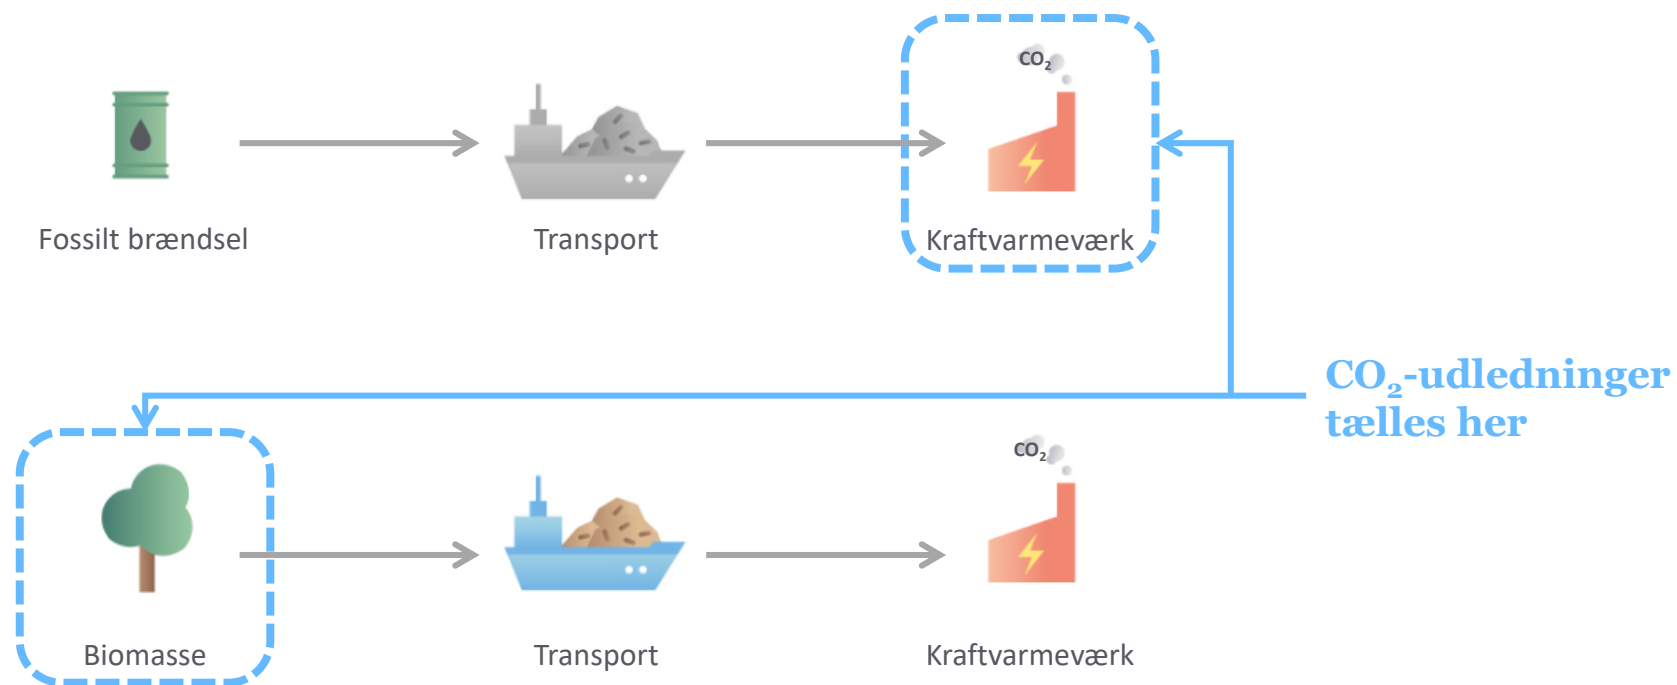 CO₂
Fossilt brændsel
Transport
Kraftvarmeværk
CO₂-udledninger
tælles her
CO₂
Biomasse
Transport
Kraftvarmeværk